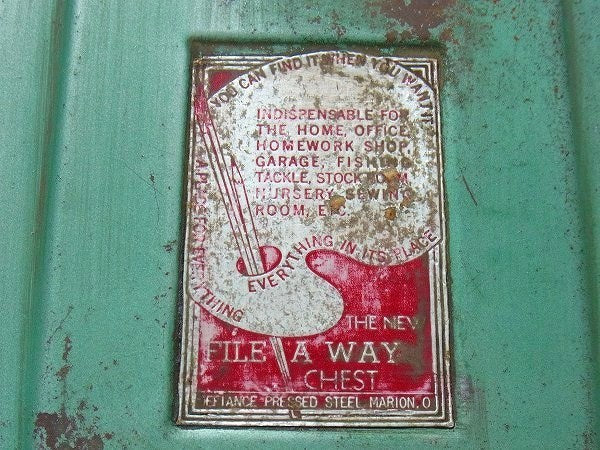 YOU CAN FIND IT WHEN YOU WANT IT
INDISPENSABLE FOR
THE HOME, OFFICE,
HOMEWORK SHOP,
GARAGE, FISHING
TACKLE, STOCK ROOM
NURSERY, SEWING
ROOM, ETC.
A PLACE FOR EVERYTHING
EVERYTHING IN ITS PLACE
THE NEW
FILE A WAY
CHEST
DEFIANCE PRESSED STEEL MARION, O